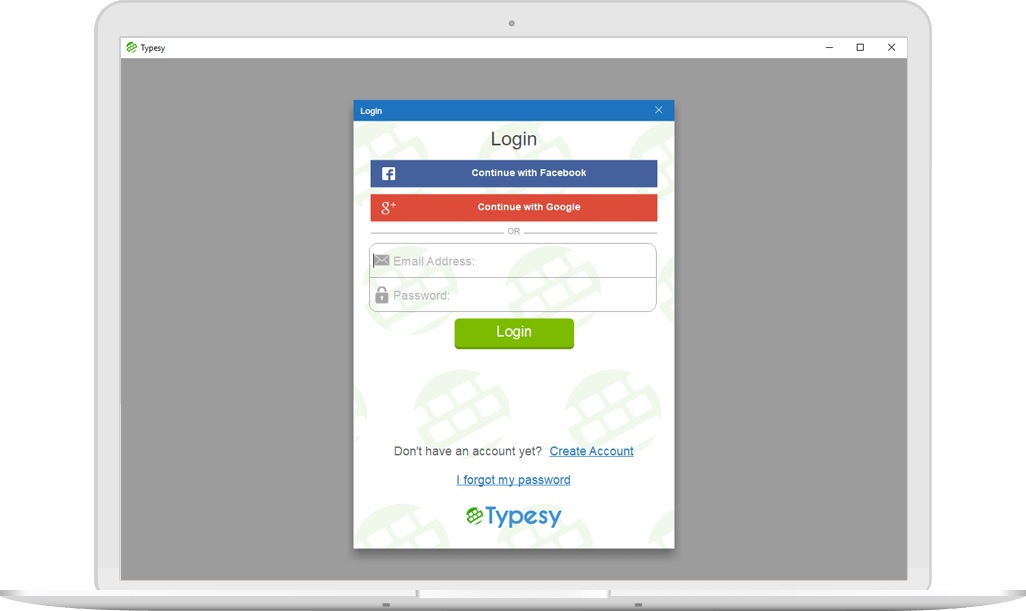 Typesy
Login
Login
Continue with Facebook
g+ Continue with Google
OR
Email Address:
Password:
Login
Don't have an account yet? Create Account
I forgot my password
Typesy